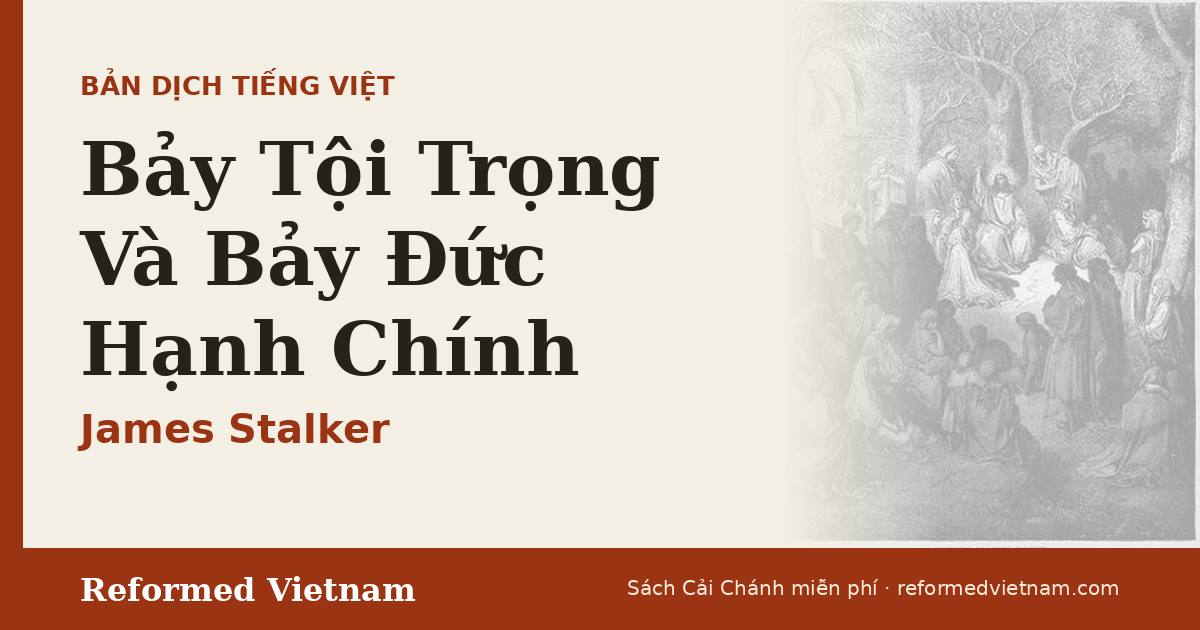 BẢN DỊCH TIẾNG VIỆT
Bảy Tội Trọng
Và Bảy Đức
Hạnh Chính
James Stalker
Reformed Vietnam
Sách Cải Chánh miễn phí · reformedvietnam.com